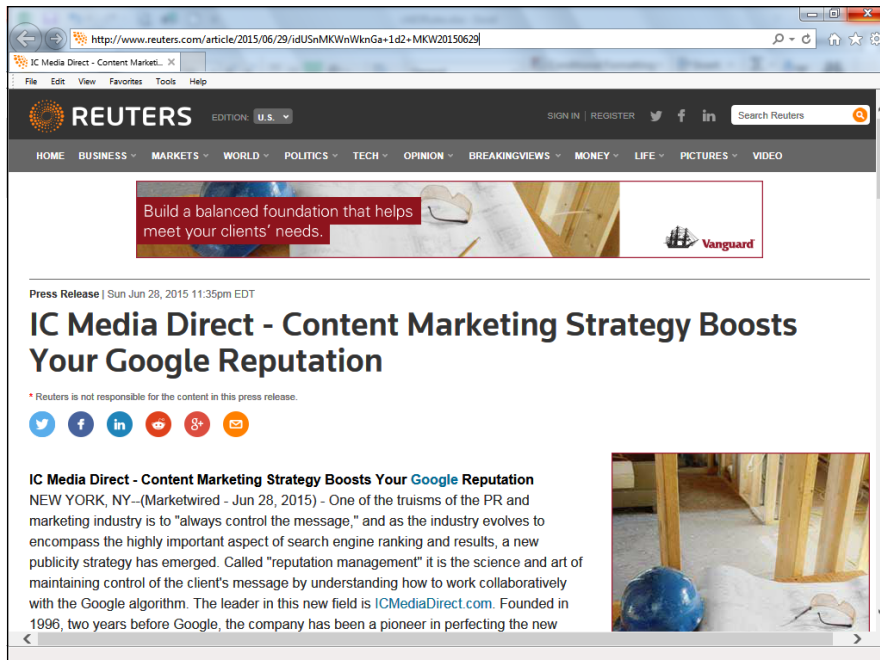 http://www.reuters.com/article/2015/06/29/idUSnMKWnWknGa+1d2+MKW20150629
IC Media Direct - Content Marketi...
File Edit View Favorites Tools Help
REUTERS EDITION: U.S. SIGN IN | REGISTER Search Reuters
HOME BUSINESS MARKETS WORLD POLITICS TECH OPINION BREAKINGVIEWS MONEY LIFE PICTURES VIDEO
Build a balanced foundation that helps
meet your clients' needs.
Vanguard
Press Release | Sun Jun 28, 2015 11:35pm EDT
IC Media Direct - Content Marketing Strategy Boosts
Your Google Reputation
* Reuters is not responsible for the content in this press release.
IC Media Direct - Content Marketing Strategy Boosts Your Google Reputation
NEW YORK, NY--(Marketwired - Jun 28, 2015) - One of the truisms of the PR and
marketing industry is to "always control the message," and as the industry evolves to
encompass the highly important aspect of search engine ranking and results, a new
publicity strategy has emerged. Called "reputation management" it is the science and art of
maintaining control of the client's message by understanding how to work collaboratively
with the Google algorithm. The leader in this new field is ICMediaDirect.com. Founded in
1996, two years before Google, the company has been a pioneer in perfecting the new